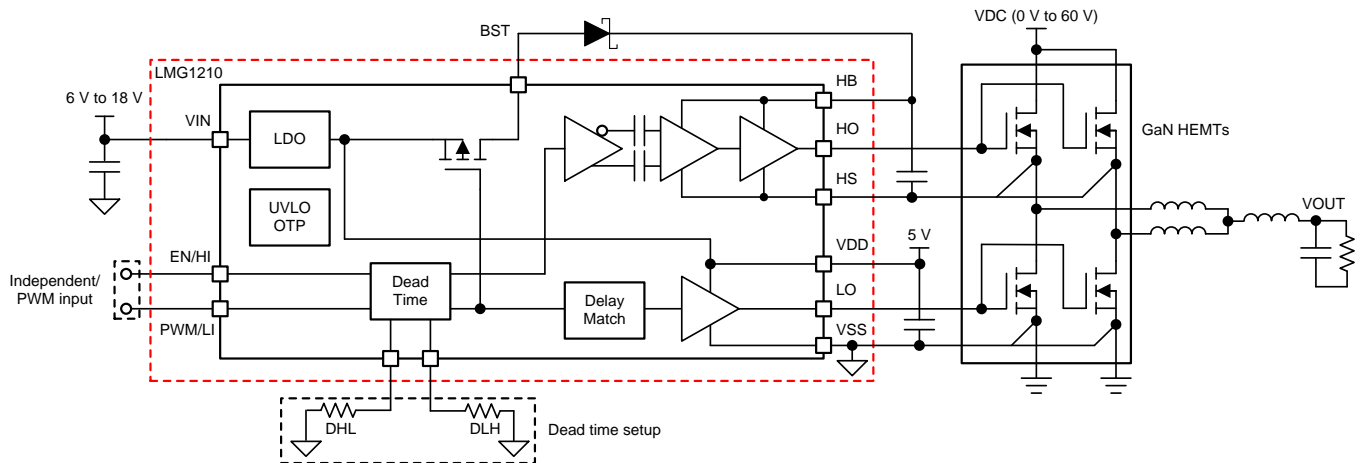 VDC (0 V to 60 V)
BST
LMG1210
HB
6 V to 18 V
VIN
LDO
HO
GaN HEMTs
HS
UVLO
OTP
VOUT
VDD
5 V
EN/HI
Independent/
PWM input
Dead
Time
LO
Delay
Match
PWM/LI
VSS
DHL
DLH
Dead time setup